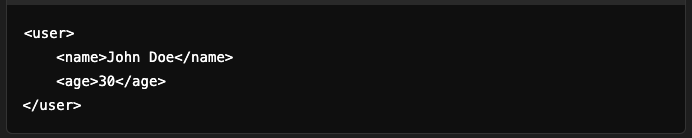 <user>
    <name>John Doe</name>
    <age>30</age>
</user>